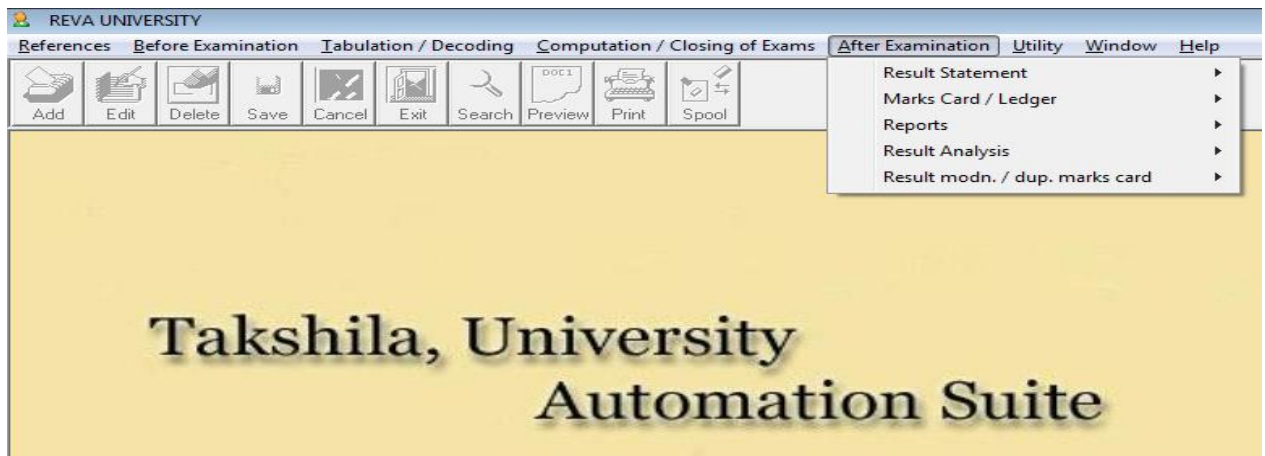 REVA UNIVERSITY
References Before Examination Tabulation / Decoding Computation / Closing of Exams After Examination Utility Window Help
Add Edit Delete Save Cancel Exit Search Preview Print Spool
DOC1
Result Statement
Marks Card / Ledger
Reports
Result Analysis
Result modn. / dup. marks card
Takshila, University
Automation Suite